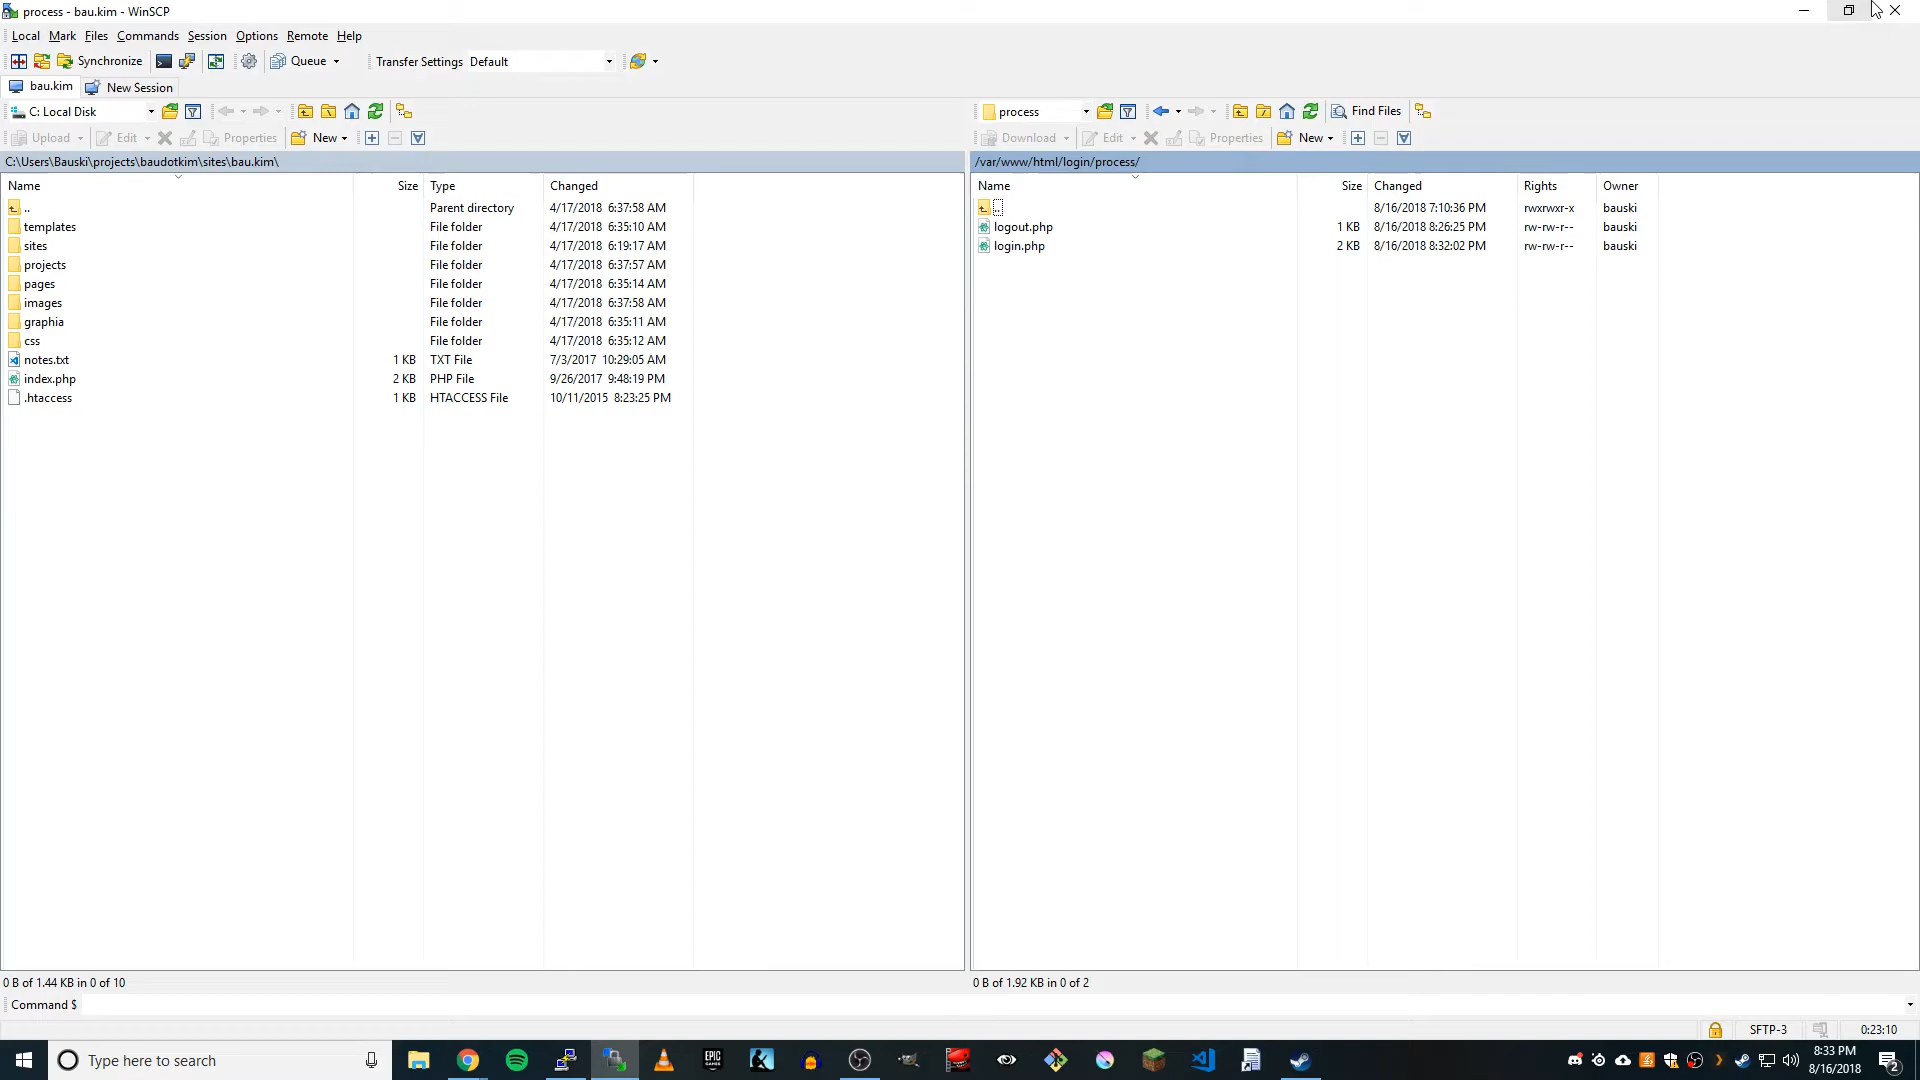 process - bau.kim - WinSCP
Local Mark Files Commands Session Options Remote Help
Synchronize Queue Transfer Settings Default
bau.kim New Session
C: Local Disk
process Find Files
Upload Edit Properties New
Download Edit Properties New
C:\Users\Bauski\projects\baudotkim\sites\bau.kim\
/var/www/html/login/process/
Name Size Type Changed
.. Parent directory 4/17/2018 6:37:58 AM
templates File folder 4/17/2018 6:35:10 AM
sites File folder 4/17/2018 6:19:17 AM
projects File folder 4/17/2018 6:37:57 AM
pages File folder 4/17/2018 6:35:14 AM
images File folder 4/17/2018 6:37:58 AM
graphia File folder 4/17/2018 6:35:11 AM
css File folder 4/17/2018 6:35:12 AM
notes.txt 1 KB TXT File 7/3/2017 10:29:05 AM
index.php 2 KB PHP File 9/26/2017 9:48:19 PM
.htaccess 1 KB HTACCESS File 10/11/2015 8:23:25 PM
Name Size Changed Rights Owner
.. 8/16/2018 7:10:36 PM rwxrwxr-x bauski
logout.php 1 KB 8/16/2018 8:26:25 PM rw-rw-r-- bauski
login.php 2 KB 8/16/2018 8:32:02 PM rw-rw-r-- bauski
0 B of 1.44 KB in 0 of 10
0 B of 1.92 KB in 0 of 2
Command $
SFTP-3 0:23:10
Type here to search
EPIC GAMES
8:33 PM
8/16/2018
2